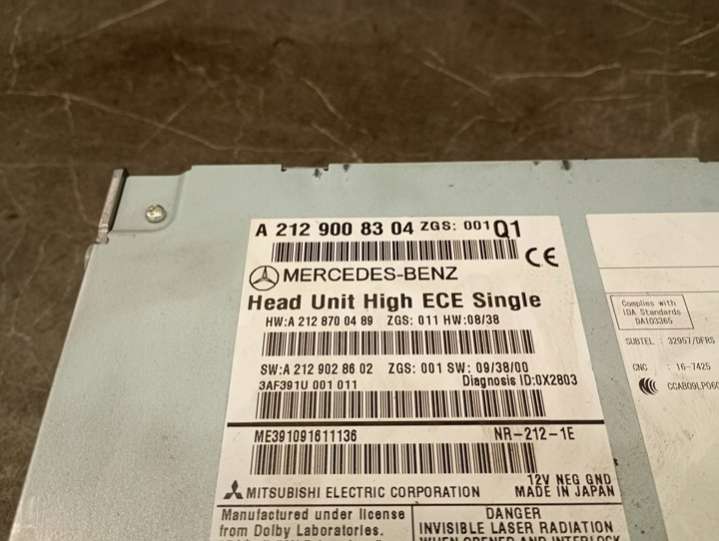 A 212 900 83 04 ZGS: 001 Q1
CE
MERCEDES-BENZ
Head Unit High ECE Single
HW:A 212 870 04 89 ZGS: 011 HW:08/38
SW:A 212 902 86 02 ZGS: 001 SW: 09/38/00
3AF391U 001 011 Diagnosis ID:0X2803
ME391091611136 NR-212-1E
12V NEG GND
MITSUBISHI ELECTRIC CORPORATION MADE IN JAPAN
Manufactured under license
from Dolby Laboratories.
DANGER
INVISIBLE LASER RADIATION
WHEN OPENED AND INTERLOCK
Complies with
IDA Standards
DA103365
SUBTEL : 32957/DFRS
CNC : 16-7425